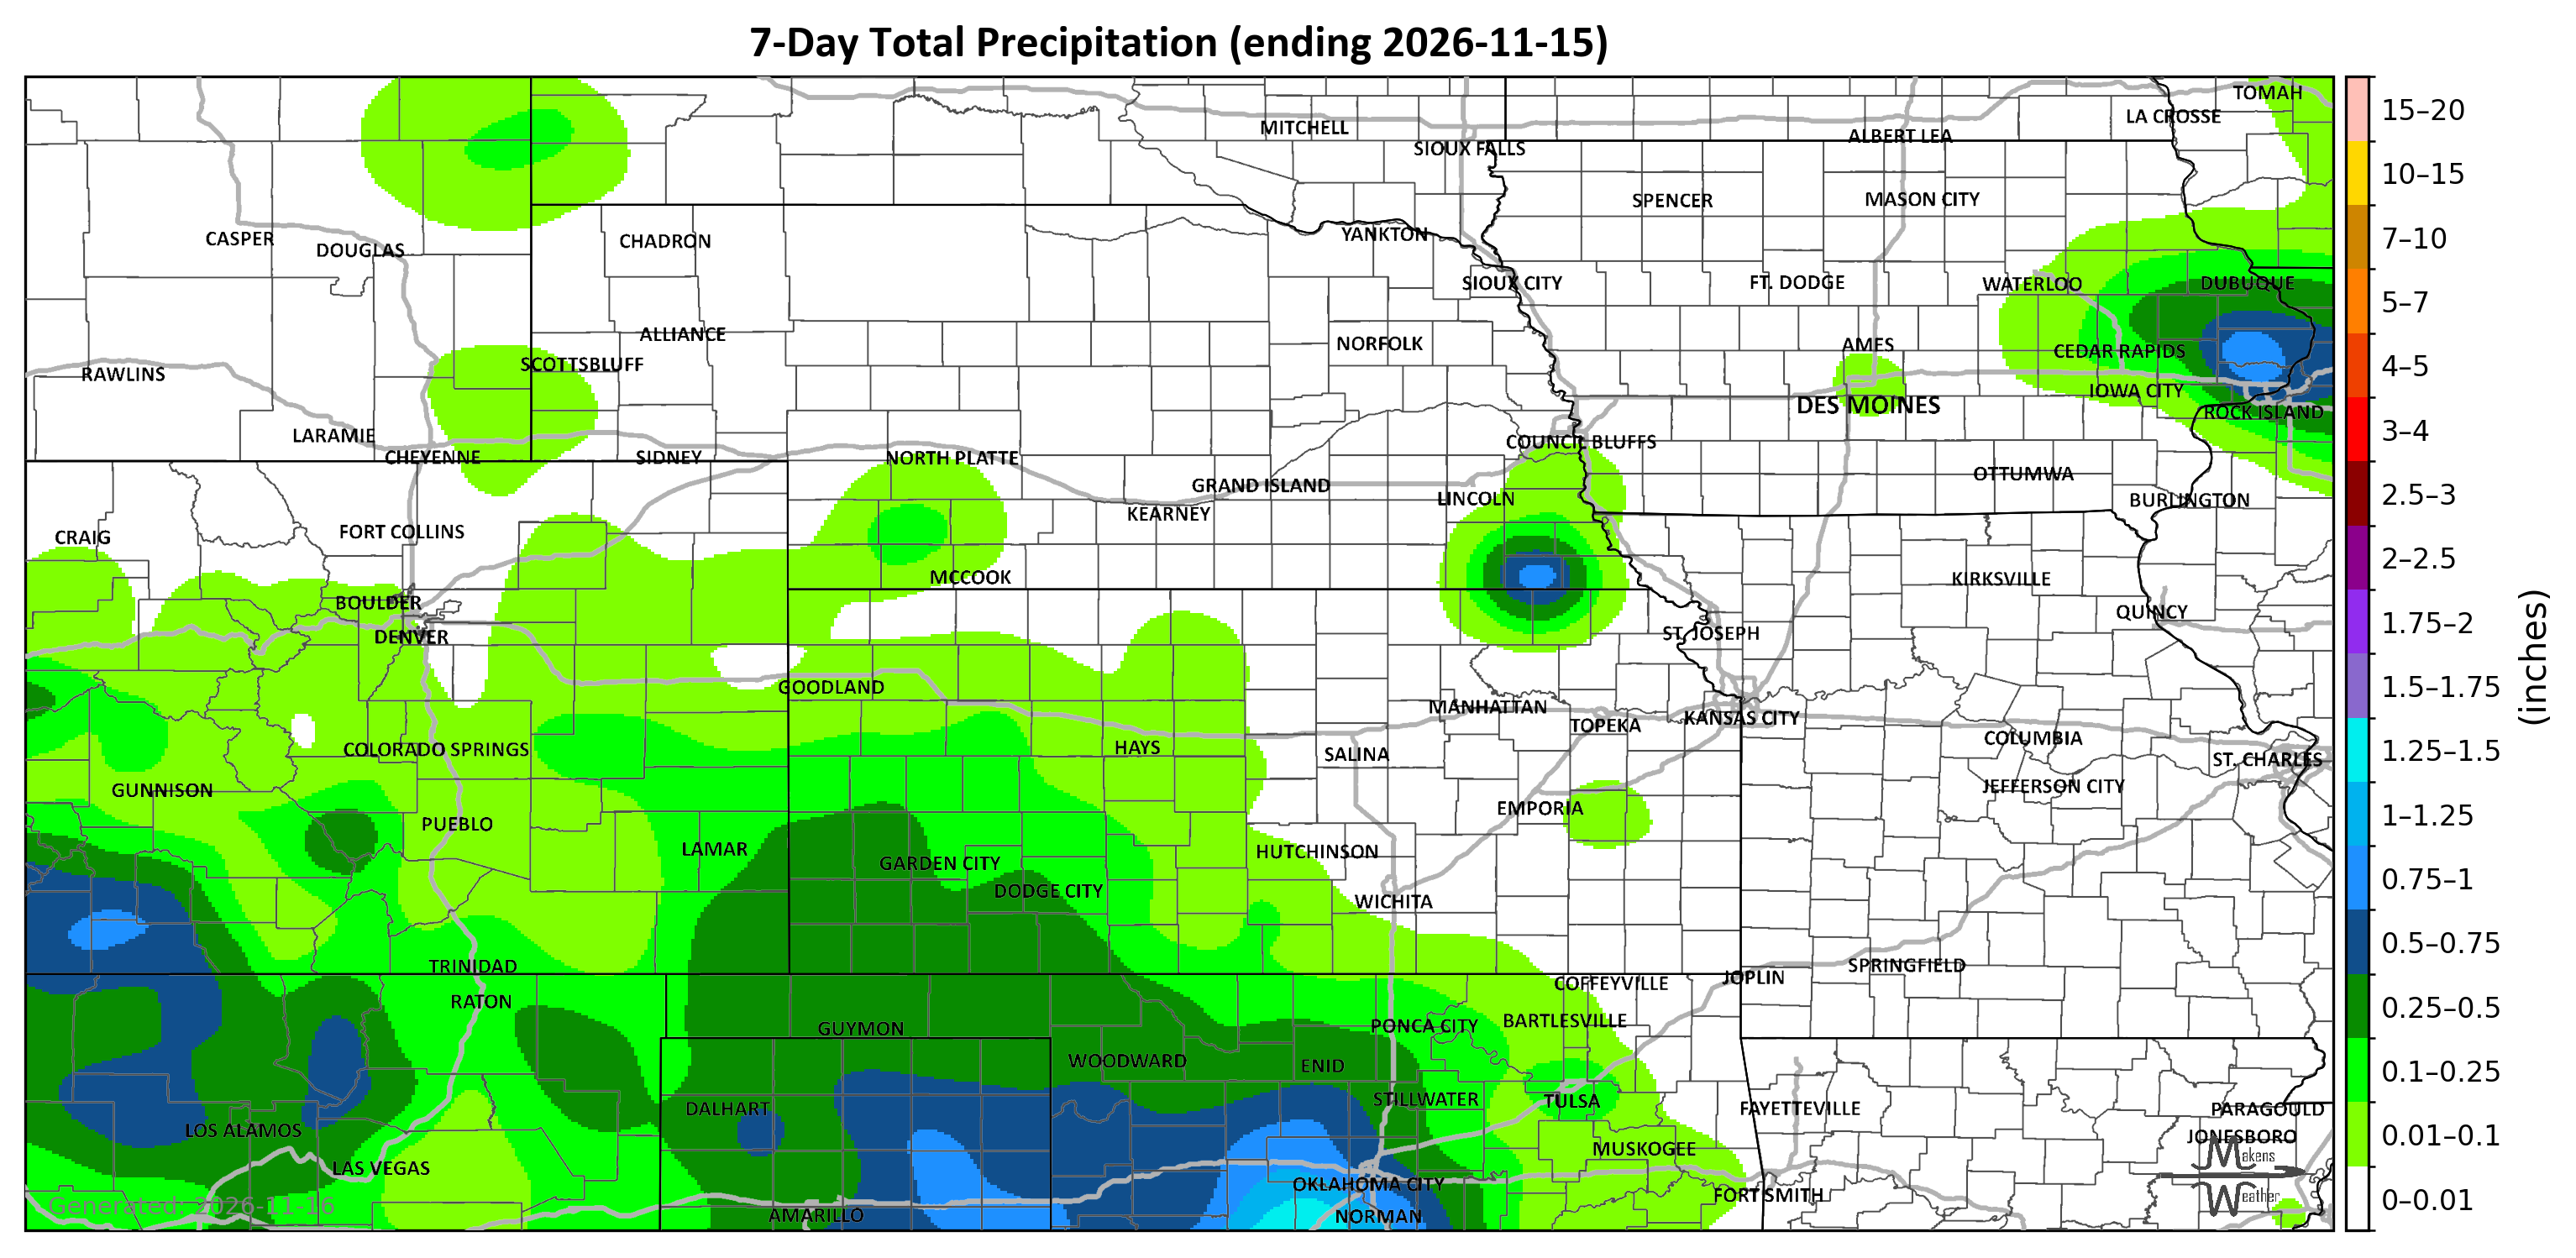 7-Day Total Precipitation (ending 2026-11-15)
TOMAH
LA CROSSE
MITCHELL
ALBERT LEA
SIOUX FALLS
SPENCER
MASON CITY
CASPER
DOUGLAS
CHADRON
YANKTON
SIOUX CITY
FT. DODGE
WATERLOO
DUBUQUE
ALLIANCE
NORFOLK
AMES
CEDAR RAPIDS
SCOTTSBLUFF
RAWLINS
IOWA CITY
DES MOINES
ROCK ISLAND
LARAMIE
COUNCIL BLUFFS
CHEYENNE
SIDNEY
NORTH PLATTE
OTTUMWA
GRAND ISLAND
LINCOLN
BURLINGTON
KEARNEY
FORT COLLINS
CRAIG
MCCOOK
KIRKSVILLE
BOULDER
QUINCY
DENVER
ST. JOSEPH
GOODLAND
MANHATTAN
TOPEKA
KANSAS CITY
COLUMBIA
COLORADO SPRINGS
HAYS
SALINA
ST. CHARLES
GUNNISON
JEFFERSON CITY
EMPORIA
PUEBLO
LAMAR
HUTCHINSON
GARDEN CITY
DODGE CITY
WICHITA
TRINIDAD
SPRINGFIELD
JOPLIN
COFFEYVILLE
RATON
BARTLESVILLE
GUYMON
PONCA CITY
WOODWARD
ENID
STILLWATER
TULSA
DALHART
FAYETTEVILLE
PARAGOULD
LOS ALAMOS
JONESBORO
MUSKOGEE
Makens
LAS VEGAS
OKLAHOMA CITY
FORT SMITH
Weather
Generated: 2026-11-16
AMARILLO
NORMAN
15–20
10–15
7–10
5–7
4–5
3–4
2.5–3
2–2.5
1.75–2
1.5–1.75
1.25–1.5
1–1.25
0.75–1
0.5–0.75
0.25–0.5
0.1–0.25
0.01–0.1
0–0.01
(inches)